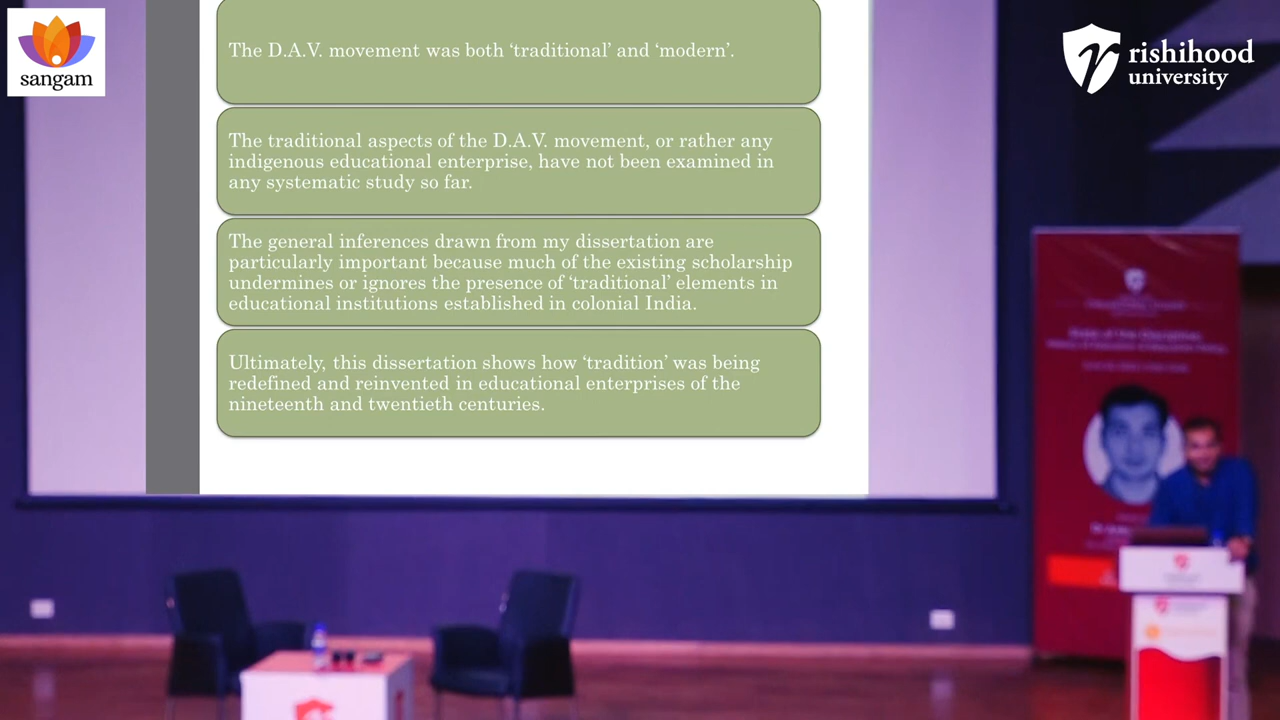 sangam
rishihood
university
The D.A.V. movement was both ‘traditional’ and ‘modern’.
The traditional aspects of the D.A.V. movement, or rather any
indigenous educational enterprise, have not been examined in
any systematic study so far.
The general inferences drawn from my dissertation are
particularly important because much of the existing scholarship
undermines or ignores the presence of ‘traditional’ elements in
educational institutions established in colonial India.
Ultimately, this dissertation shows how ‘tradition’ was being
redefined and reinvented in educational enterprises of the
nineteenth and twentieth centuries.